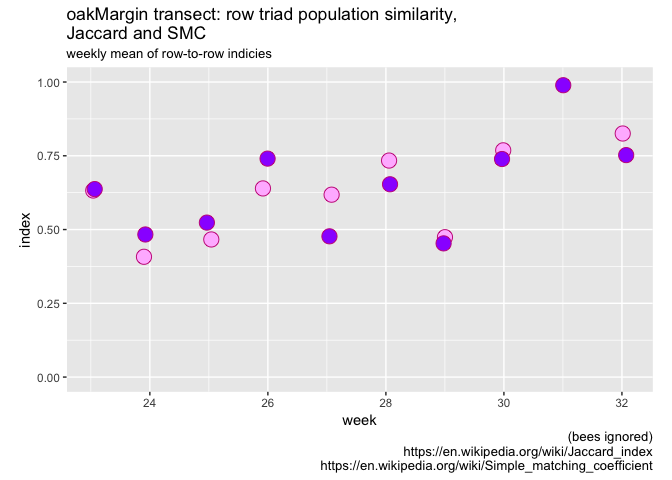 oakMargin transect: row triad population similarity,
Jaccard and SMC
weekly mean of row-to-row indicies
1.00
0.75
0.50
0.25
0.00
index
24 26 28 30 32
week
(bees ignored)
https://en.wikipedia.org/wiki/Jaccard_index
https://en.wikipedia.org/wiki/Simple_matching_coefficient